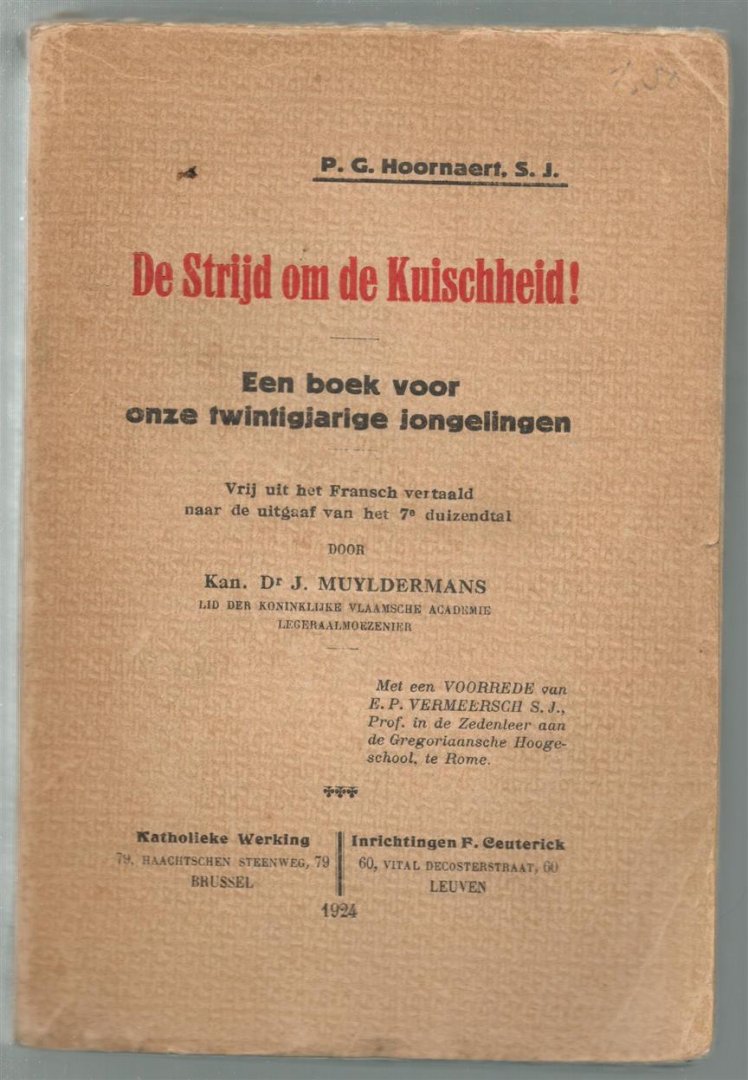 P. G. Hoornaert, S. J.
De Strijd om de Kuischheid!
Een boek voor
onze twintigjarige jongelingen
Vrij uit het Fransch vertaald
naar de uitgaaf van het 7e duizendtal
DOOR
Kan. Dr J. MUYLDERMANS
LID DER KONINKLIJKE VLAAMSCHE ACADEMIE
LEGERAALMOEZENIER
Met een VOORREDE van
E. P. VERMEERSCH S. J.,
Prof. in de Zedenleer aan
de Gregoriaansche Hooge-
school, te Rome.
Katholieke Werking
79, HAACHTSCHEN STEENWEG, 79
BRUSSEL
Inrichtingen F. Ceuterick
60, VITAL DECOSTERSTRAAT, 60
LEUVEN
1924